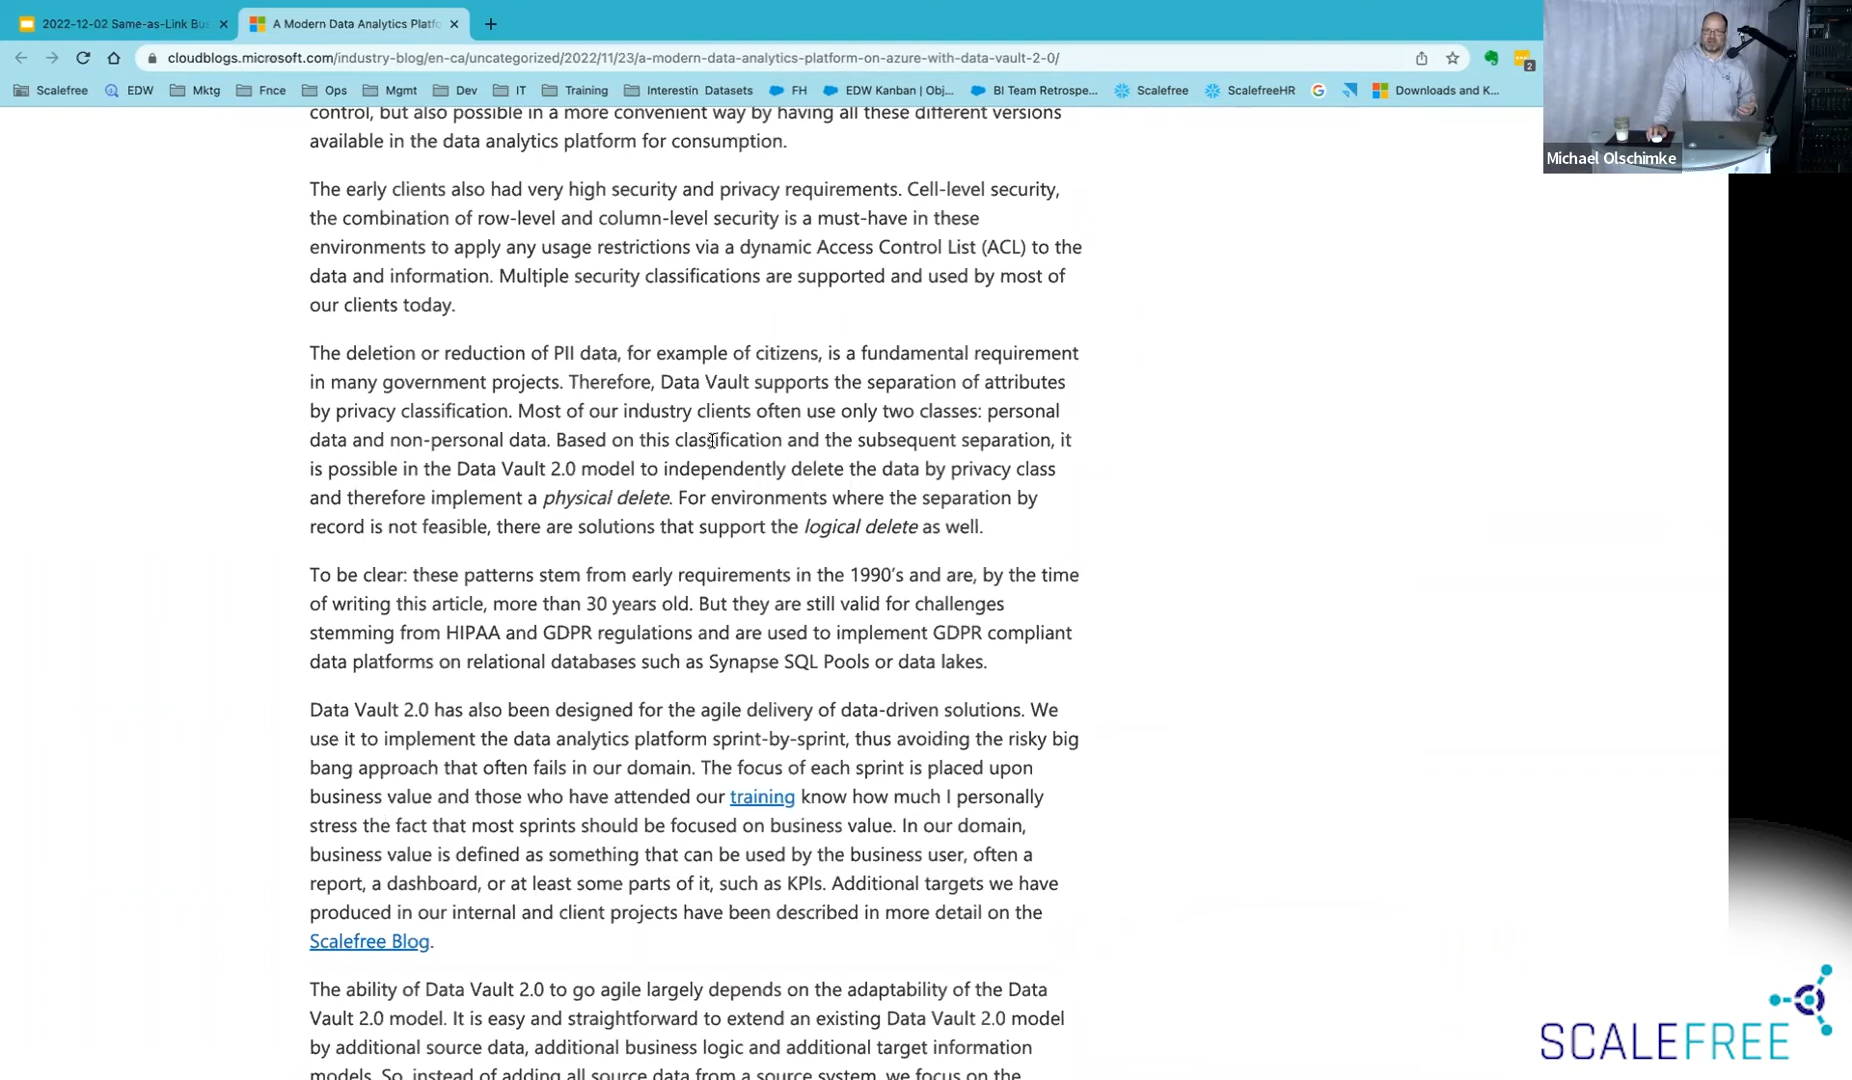 2022-12-02 Same-as-Link Bus
A Modern Data Analytics Platfo
cloudblogs.microsoft.com/industry-blog/en-ca/uncategorized/2022/11/23/a-modern-data-analytics-platform-on-azure-with-data-vault-2-0/
2
Scalefree
EDW
Mktg
Fnce
Ops
Mgmt
Dev
IT
Training
Interestin Datasets
FH
EDW Kanban | Obj...
BI Team Retrospe...
Scalefree
ScalefreeHR
Downloads and K...
Michael Olschimke
control, but also possible in a more convenient way by having all these different versions
available in the data analytics platform for consumption.
The early clients also had very high security and privacy requirements. Cell-level security,
the combination of row-level and column-level security is a must-have in these
environments to apply any usage restrictions via a dynamic Access Control List (ACL) to the
data and information. Multiple security classifications are supported and used by most of
our clients today.
The deletion or reduction of PII data, for example of citizens, is a fundamental requirement
in many government projects. Therefore, Data Vault supports the separation of attributes
by privacy classification. Most of our industry clients often use only two classes: personal
data and non-personal data. Based on this classification and the subsequent separation, it
is possible in the Data Vault 2.0 model to independently delete the data by privacy class
and therefore implement a physical delete. For environments where the separation by
record is not feasible, there are solutions that support the logical delete as well.
To be clear: these patterns stem from early requirements in the 1990's and are, by the time
of writing this article, more than 30 years old. But they are still valid for challenges
stemming from HIPAA and GDPR regulations and are used to implement GDPR compliant
data platforms on relational databases such as Synapse SQL Pools or data lakes.
Data Vault 2.0 has also been designed for the agile delivery of data-driven solutions. We
use it to implement the data analytics platform sprint-by-sprint, thus avoiding the risky big
bang approach that often fails in our domain. The focus of each sprint is placed upon
business value and those who have attended our training know how much I personally
stress the fact that most sprints should be focused on business value. In our domain,
business value is defined as something that can be used by the business user, often a
report, a dashboard, or at least some parts of it, such as KPIs. Additional targets we have
produced in our internal and client projects have been described in more detail on the
Scalefree Blog.
The ability of Data Vault 2.0 to go agile largely depends on the adaptability of the Data
Vault 2.0 model. It is easy and straightforward to extend an existing Data Vault 2.0 model
by additional source data, additional business logic and additional target information
models. So, instead of adding all source data from a source system, we focus on the
SCALEFREE